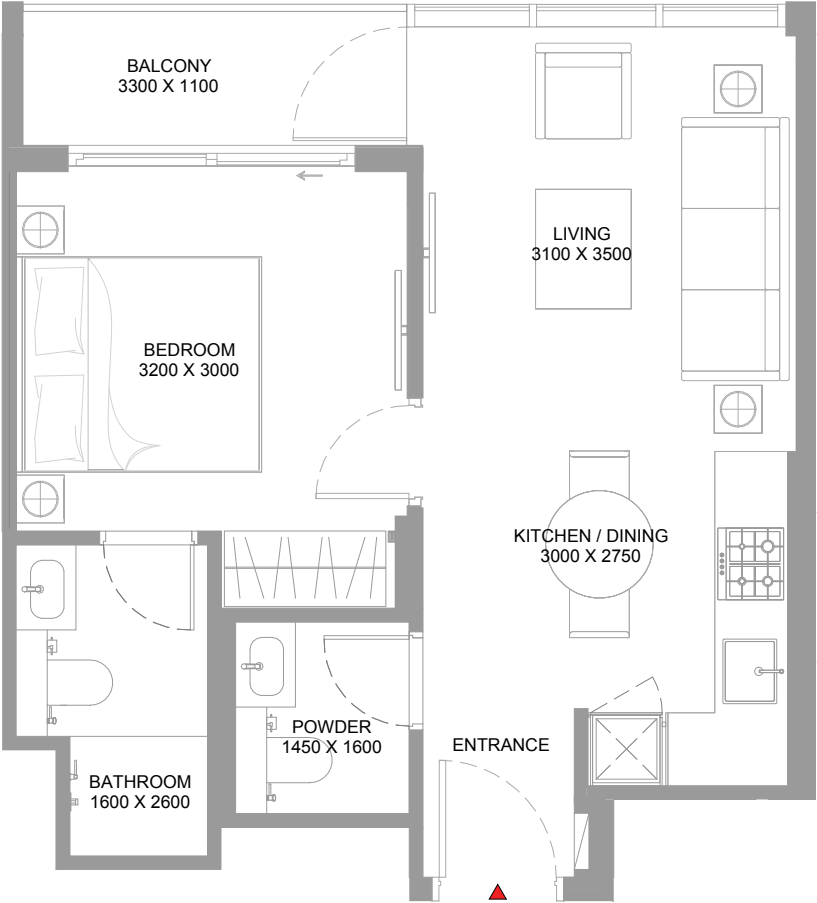 BALCONY
3300 X 1100
LIVING
3100 X 3500
BEDROOM
3200 X 3000
KITCHEN / DINING
3000 X 2750
POWDER
1450 X 1600
ENTRANCE
BATHROOM
1600 X 2600